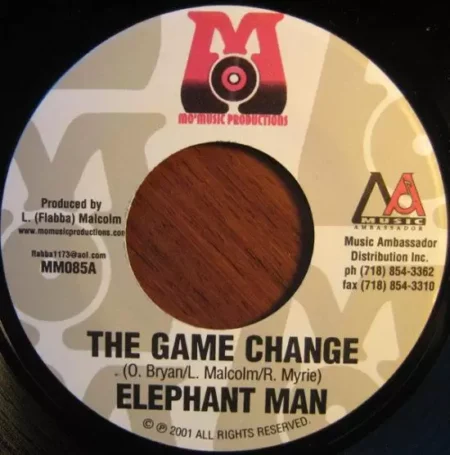 M
MO'MUSIC PRODUCTIONS
Produced by
L. (Flabba) Malcolm
www.momusicproductions.com
flabba1173@aol.com
MM085A
MA
MUSIC
AMBASSADOR
Music Ambassador
Distribution Inc.
ph (718) 854-3362
fax (718) 854-3310
THE GAME CHANGE
(O. Bryan/L. Malcolm/R. Myrie)
ELEPHANT MAN
© ℗ 2001 ALL RIGHTS RESERVED.